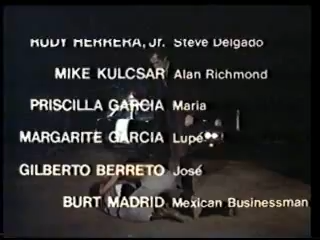 RUDY HERRERA, Jr. Steve Delgado
MIKE KULCSAR Alan Richmond
PRISCILLA GARCIA Maria
MARGARITE GARCIA Lupé
GILBERTO BERRETO José
BURT MADRID Mexican Businessman